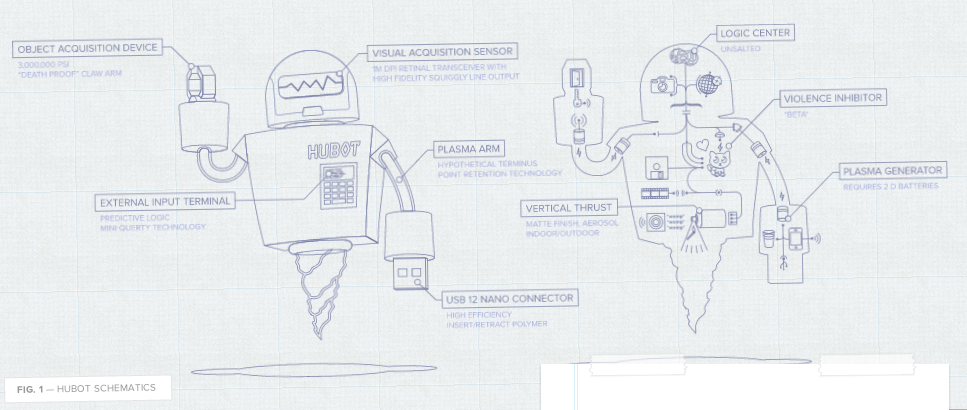 OBJECT ACQUISITION DEVICE
3,000,000 PSI
"DEATH PROOF" CLAW ARM
VISUAL ACQUISITION SENSOR
1M DPI RETINAL TRANSCEIVER WITH
HIGH FIDELITY SQUIGGLY LINE OUTPUT
HUBOT
PLASMA ARM
HYPOTHETICAL TERMINUS
POINT RETENTION TECHNOLOGY
EXTERNAL INPUT TERMINAL
PREDICTIVE LOGIC
MINI-QUERTY TECHNOLOGY
USB 12 NANO CONNECTOR
HIGH EFFICIENCY
INSERT/RETRACT POLYMER
LOGIC CENTER
UNSALTED
VIOLENCE INHIBITOR
"BETA"
PLASMA GENERATOR
REQUIRES 2 D BATTERIES
VERTICAL THRUST
MATTE FINISH, AEROSOL
INDOOR/OUTDOOR
FIG. 1 — HUBOT SCHEMATICS